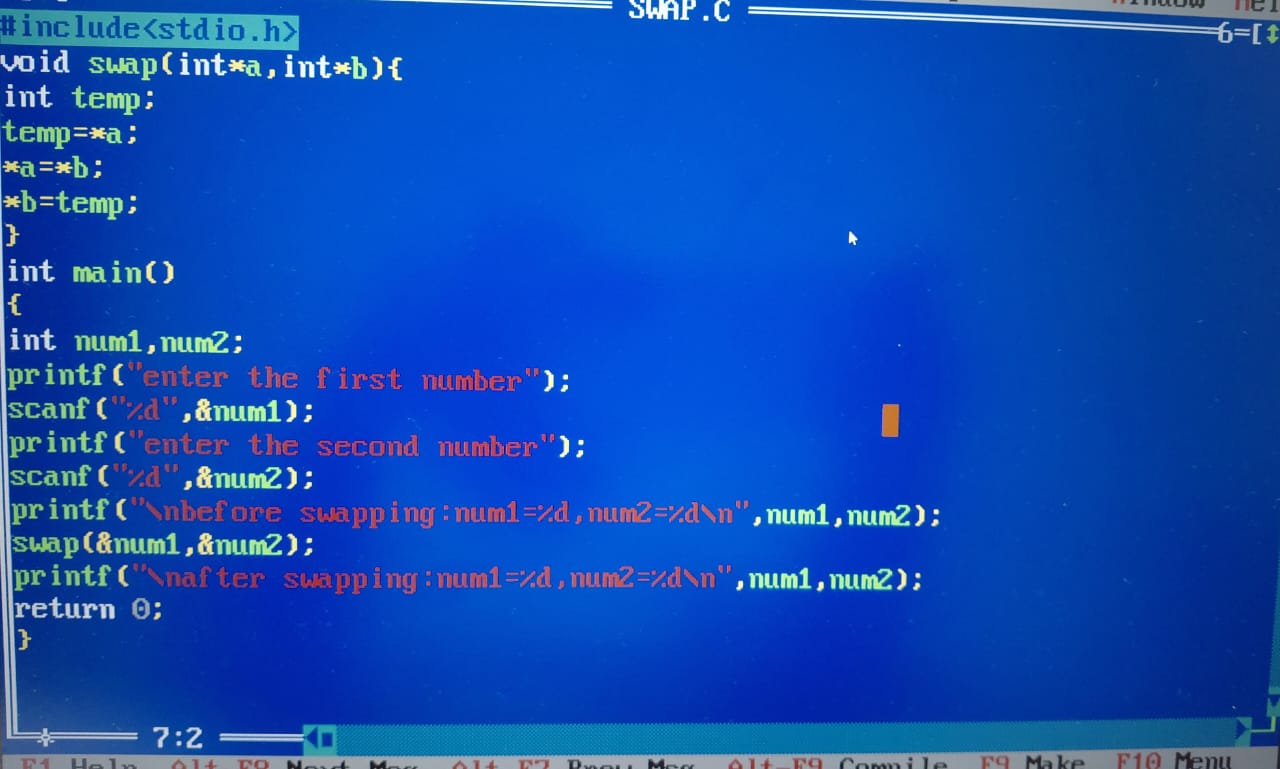 SWAP.C
6=[↕
#include<stdio.h>
void swap(int*a,int*b){
int temp;
temp=*a;
*a=*b;
*b=temp;
}
int main()
{
int num1,num2;
printf("enter the first number");
scanf("%d",&num1);
printf("enter the second number");
scanf("%d",&num2);
printf("\nbefore swapping:num1=%d,num2=%d\n",num1,num2);
swap(&num1,&num2);
printf("\nafter swapping:num1=%d,num2=%d\n",num1,num2);
return 0;
}
7:2
F1 Help Alt-F8 Next Msg Alt-F7 Prev Msg Alt-F9 Compile F9 Make F10 Menu